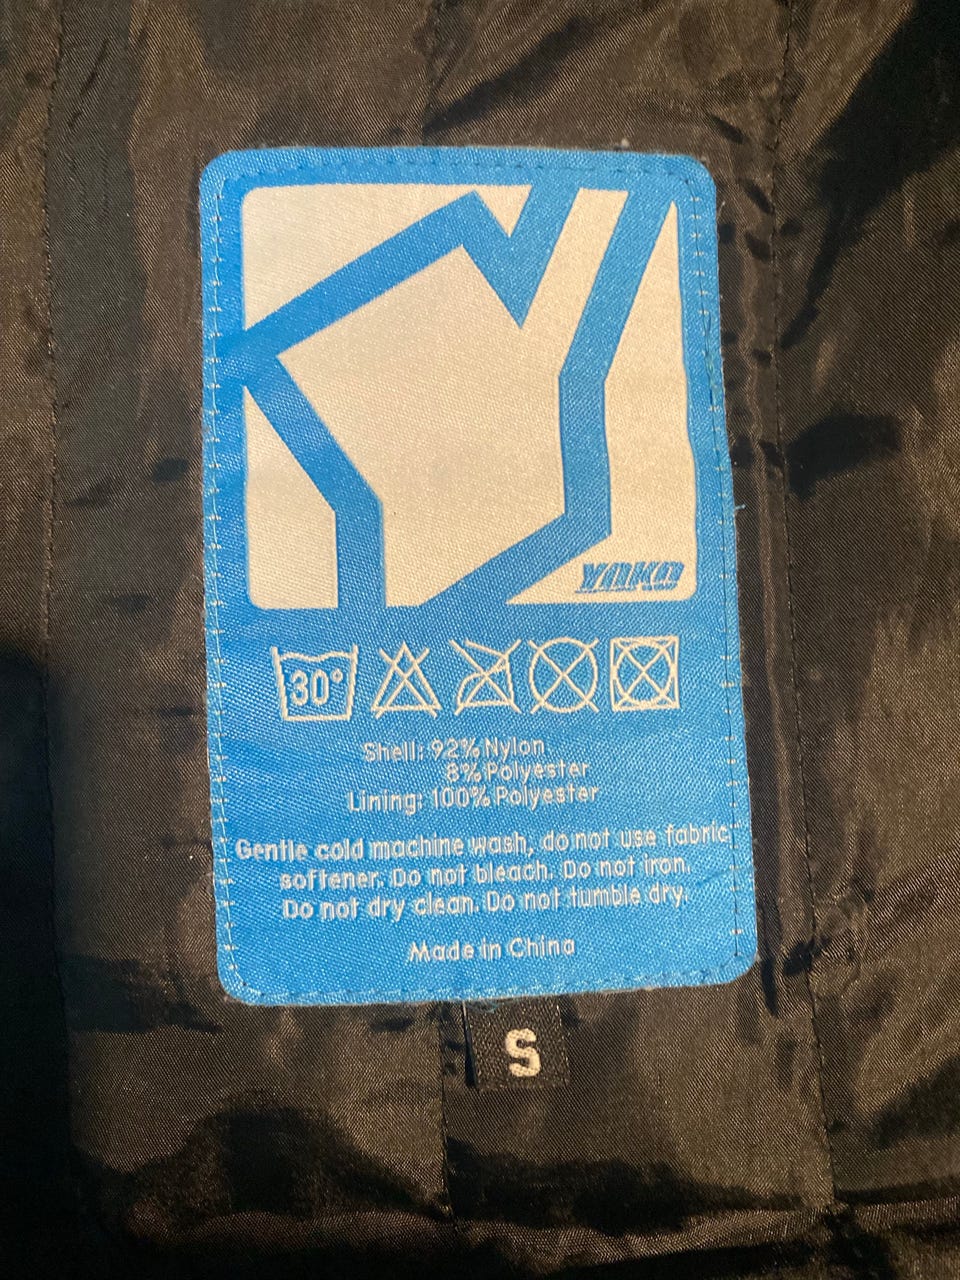 YOKO
30°
Shell: 92% Nylon
8% Polyester
Lining: 100% Polyester
Gentle cold machine wash, do not use fabric
softener. Do not bleach. Do not iron.
Do not dry clean. Do not tumble dry.
Made in China
S